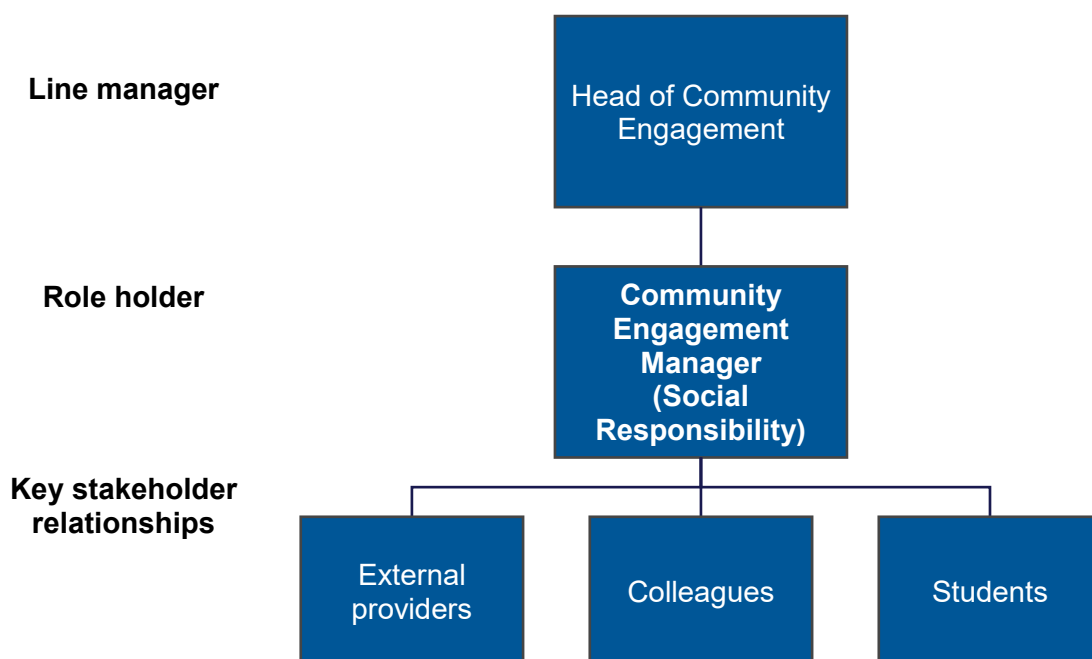 Line manager
Head of Community
Engagement
Role holder
Community
Engagement
Manager
(Social
Responsibility)
Key stakeholder
relationships
External
providers
Colleagues
Students